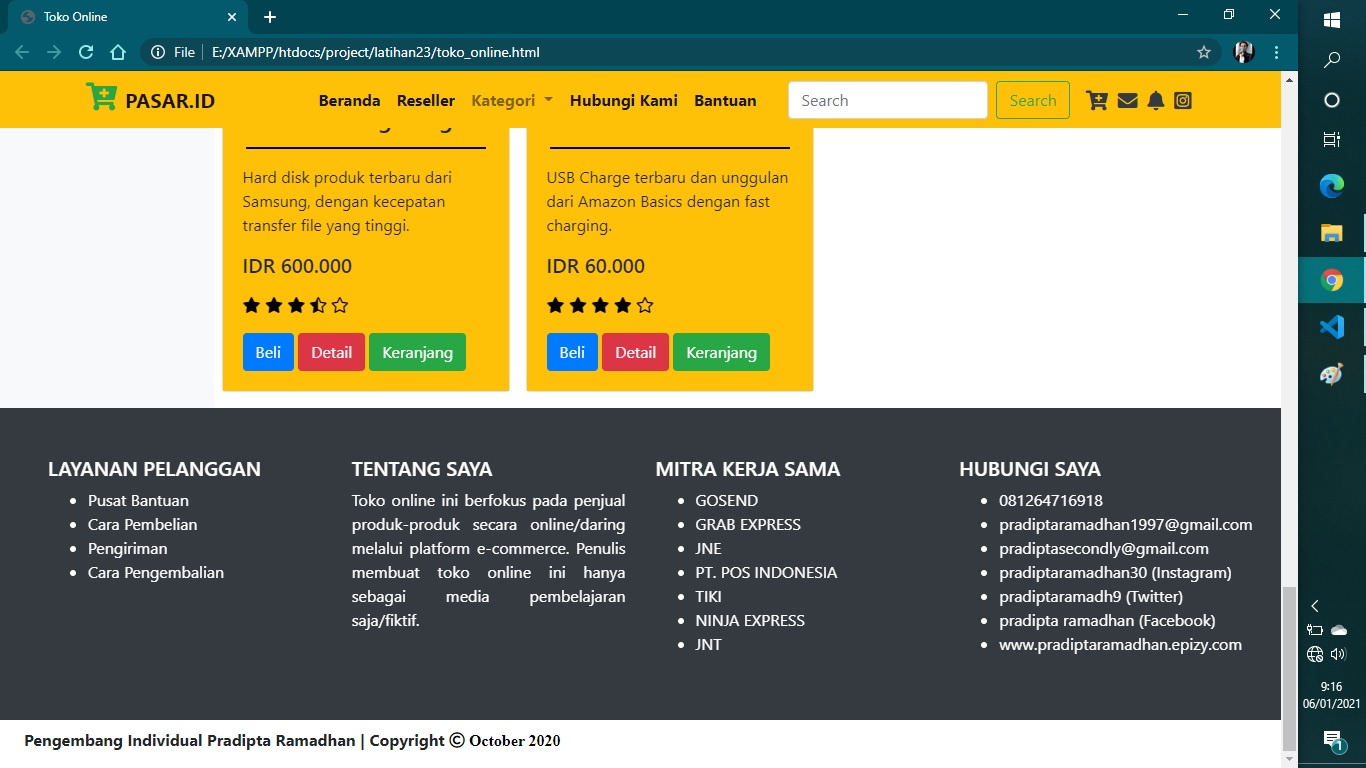 Toko Online
File
E:/XAMPP/htdocs/project/latihan23/toko_online.html
PASAR.ID
Beranda
Reseller
Kategori
Hubungi Kami
Bantuan
Search
Search
Hard disk produk terbaru dari
Samsung, dengan kecepatan
transfer file yang tinggi.
IDR 600.000
Beli
Detail
Keranjang
USB Charge terbaru dan unggulan
dari Amazon Basics dengan fast
charging.
IDR 60.000
Beli
Detail
Keranjang
LAYANAN PELANGGAN
Pusat Bantuan
Cara Pembelian
Pengiriman
Cara Pengembalian
TENTANG SAYA
Toko online ini berfokus pada penjual
produk-produk secara online/daring
melalui platform e-commerce. Penulis
membuat toko online ini hanya
sebagai media pembelajaran
saja/fiktif.
MITRA KERJA SAMA
GOSEND
GRAB EXPRESS
JNE
PT. POS INDONESIA
TIKI
NINJA EXPRESS
JNT
HUBUNGI SAYA
081264716918
pradiptaramadhan1997@gmail.com
pradiptasecondly@gmail.com
pradiptaramadhan30 (Instagram)
pradiptaramadh9 (Twitter)
pradipta ramadhan (Facebook)
www.pradiptaramadhan.epizy.com
Pengembang Individual Pradipta Ramadhan | Copyright © October 2020
9:16
06/01/2021
1